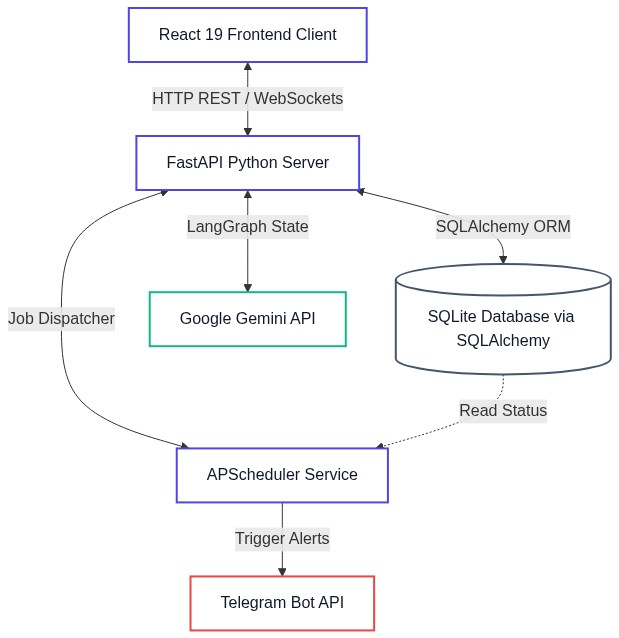 React 19 Frontend Client
HTTP REST / WebSockets
FastAPI Python Server
LangGraph State
SQLAlchemy ORM
Job Dispatcher
Google Gemini API
SQLite Database via
SQLAlchemy
Read Status
APScheduler Service
Trigger Alerts
Telegram Bot API